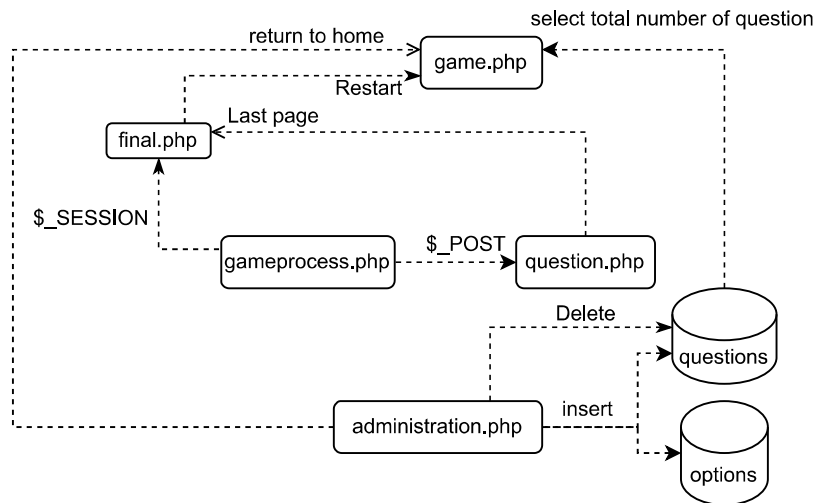 select total number of question
return to home
game.php
Restart
Last page
final.php
$_SESSION
$_POST
gameprocess.php
question.php
Delete
questions
insert
administration.php
options